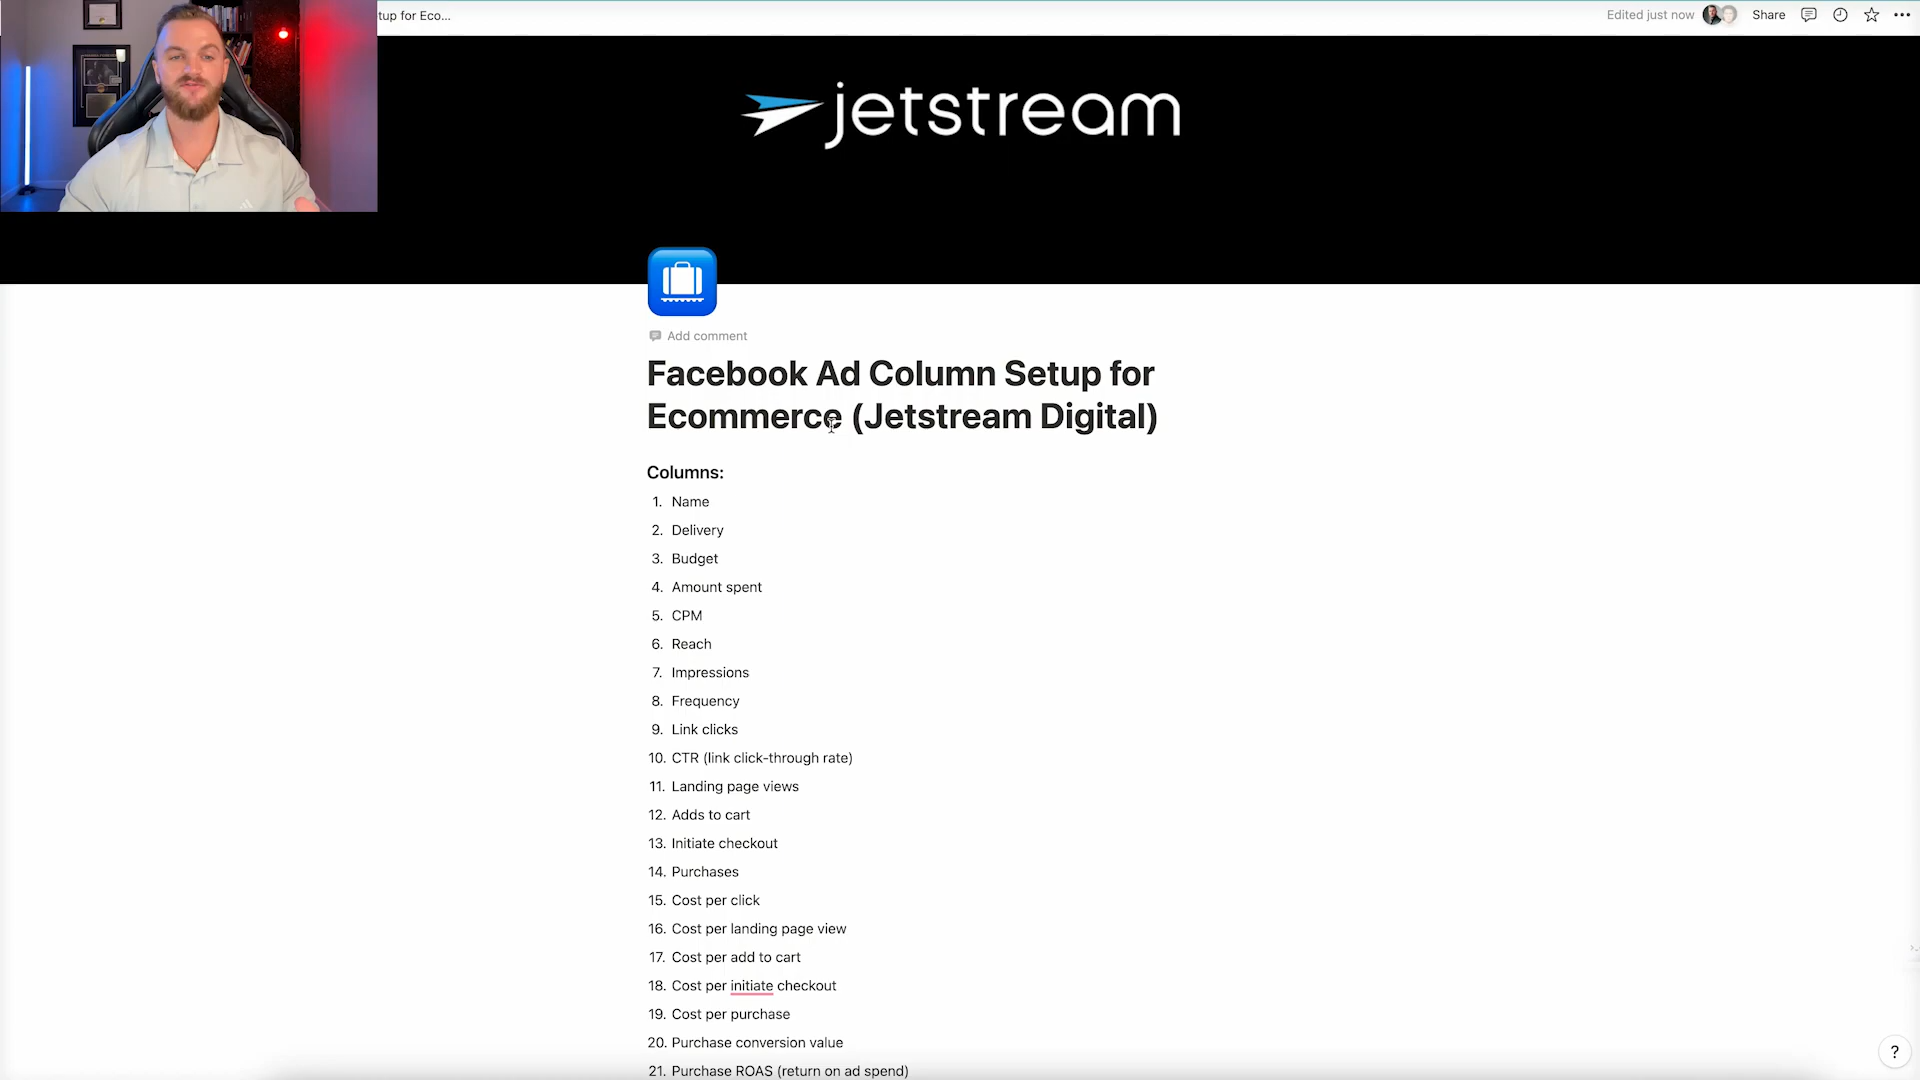 tup for Eco...
Edited just now
Share
jetstream
Add comment
Facebook Ad Column Setup for
Ecommerce (Jetstream Digital)
Columns:
1. Name
2. Delivery
3. Budget
4. Amount spent
5. CPM
6. Reach
7. Impressions
8. Frequency
9. Link clicks
10. CTR (link click-through rate)
11. Landing page views
12. Adds to cart
13. Initiate checkout
14. Purchases
15. Cost per click
16. Cost per landing page view
17. Cost per add to cart
18. Cost per initiate checkout
19. Cost per purchase
20. Purchase conversion value
21. Purchase ROAS (return on ad spend)
?